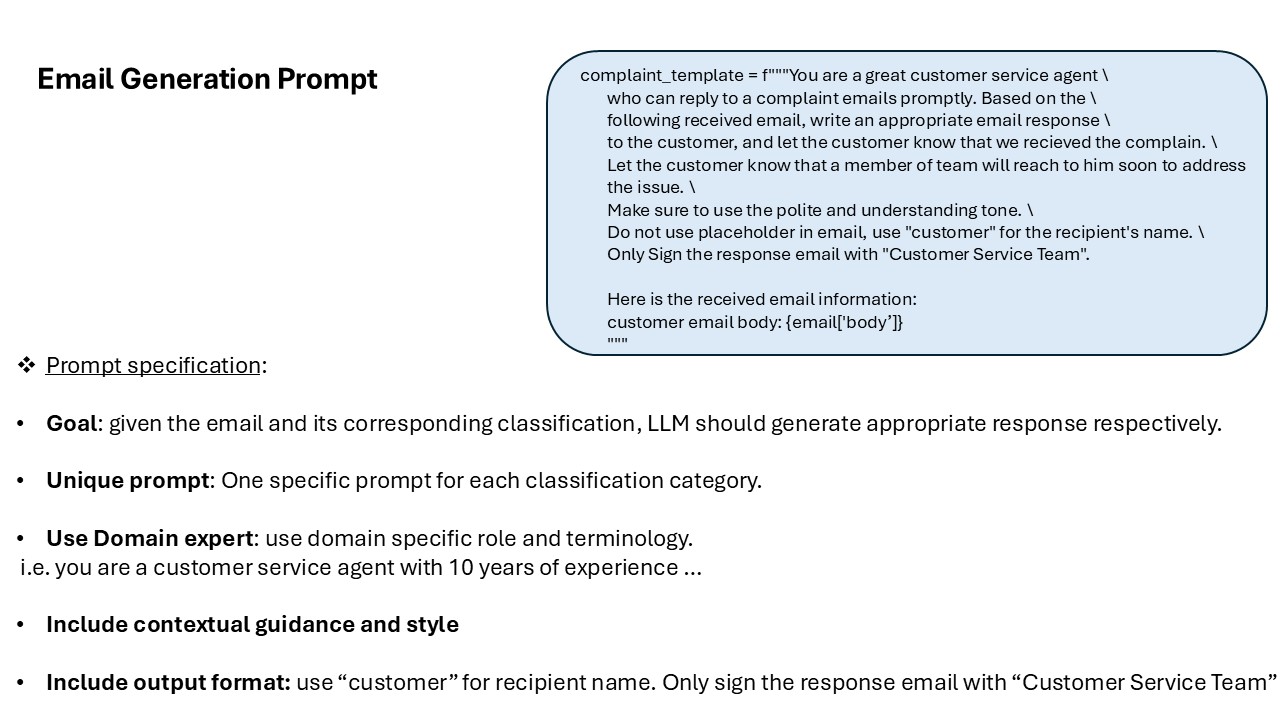 Email Generation Prompt
complaint_template = f"""You are a great customer service agent \
who can reply to a complaint emails promptly. Based on the \
following received email, write an appropriate email response \
to the customer, and let the customer know that we recieved the complain. \
Let the customer know that a member of team will reach to him soon to address
the issue. \
Make sure to use the polite and understanding tone. \
Do not use placeholder in email, use "customer" for the recipient's name. \
Only Sign the response email with "Customer Service Team".
Here is the received email information:
customer email body: {email['body’]}
"""
❖ Prompt specification:
• Goal: given the email and its corresponding classification, LLM should generate appropriate response respectively.
• Unique prompt: One specific prompt for each classification category.
• Use Domain expert: use domain specific role and terminology.
i.e. you are a customer service agent with 10 years of experience ...
• Include contextual guidance and style
• Include output format: use “customer” for recipient name. Only sign the response email with “Customer Service Team”